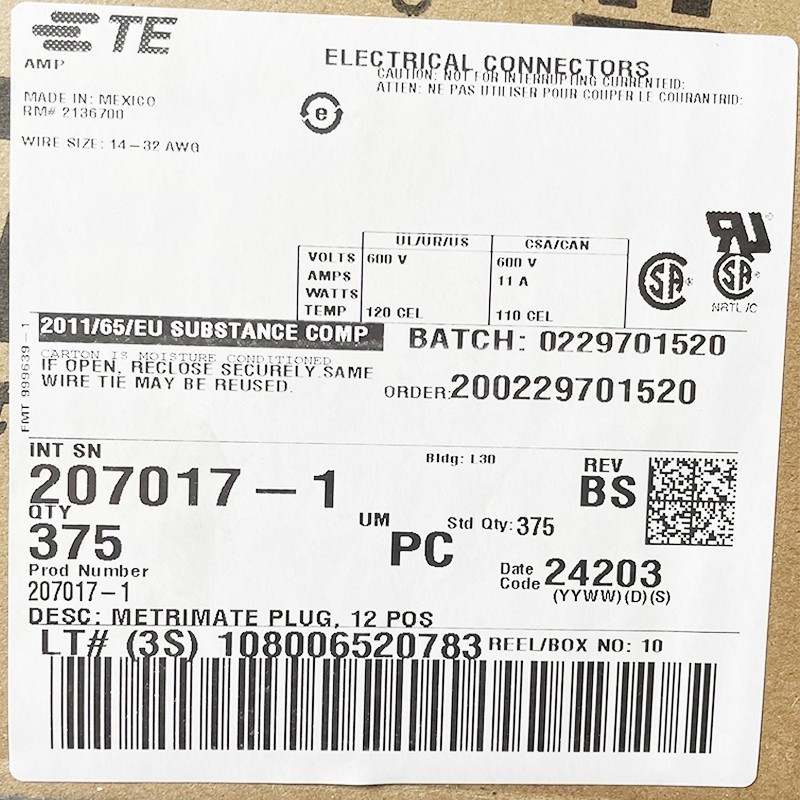 TE
AMP
ELECTRICAL CONNECTORS
CAUTION: NOT FOR INTERRUPTING CURRENTEID:
ATTEN: NE PAS UTILISER POUR COUPER LE COURANTRID:
MADE IN: MEXICO
RM# 2136700
e
WIRE SIZE: 14-32 AWG
UL/UR/US CSA/CAN
VOLTS 600 V 600 V
AMPS 11 A
WATTS
TEMP 120 CEL 110 CEL
SA SA
NRTL/C
FMT 999639-1
2011/65/EU SUBSTANCE COMP
BATCH: 0229701520
CARTON IS MOISTURE CONDITIONED
IF OPEN, RECLOSE SECURELY.SAME
WIRE TIE MAY BE REUSED.
ORDER:200229701520
INT SN
207017-1
Bldg: L30
REV
BS
QTY
375
UM
PC
Std Qty: 375
Prod Number
207017-1
Date Code 24203
(YYWW)(D)(S)
DESC: METRIMATE PLUG, 12 POS
LT# (3S) 108006520783 REEL/BOX NO: 10